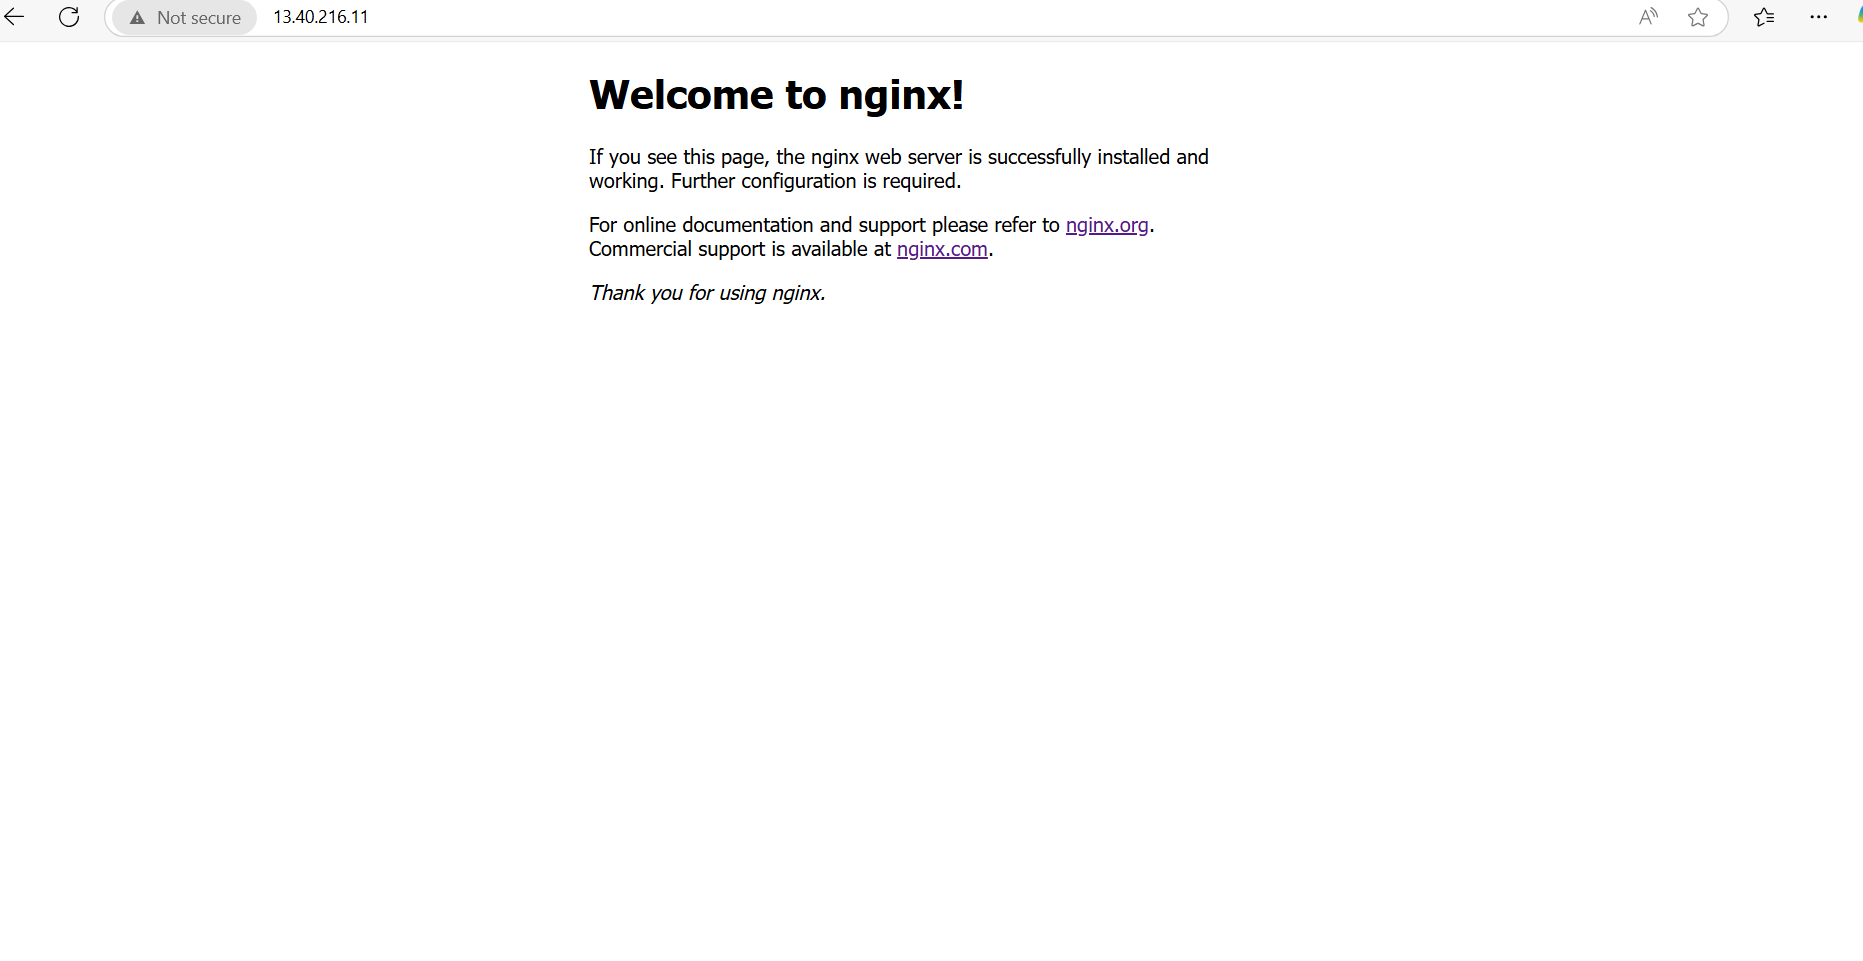 Not secure 13.40.216.11
Welcome to nginx!
If you see this page, the nginx web server is successfully installed and
working. Further configuration is required.
For online documentation and support please refer to nginx.org.
Commercial support is available at nginx.com.
Thank you for using nginx.